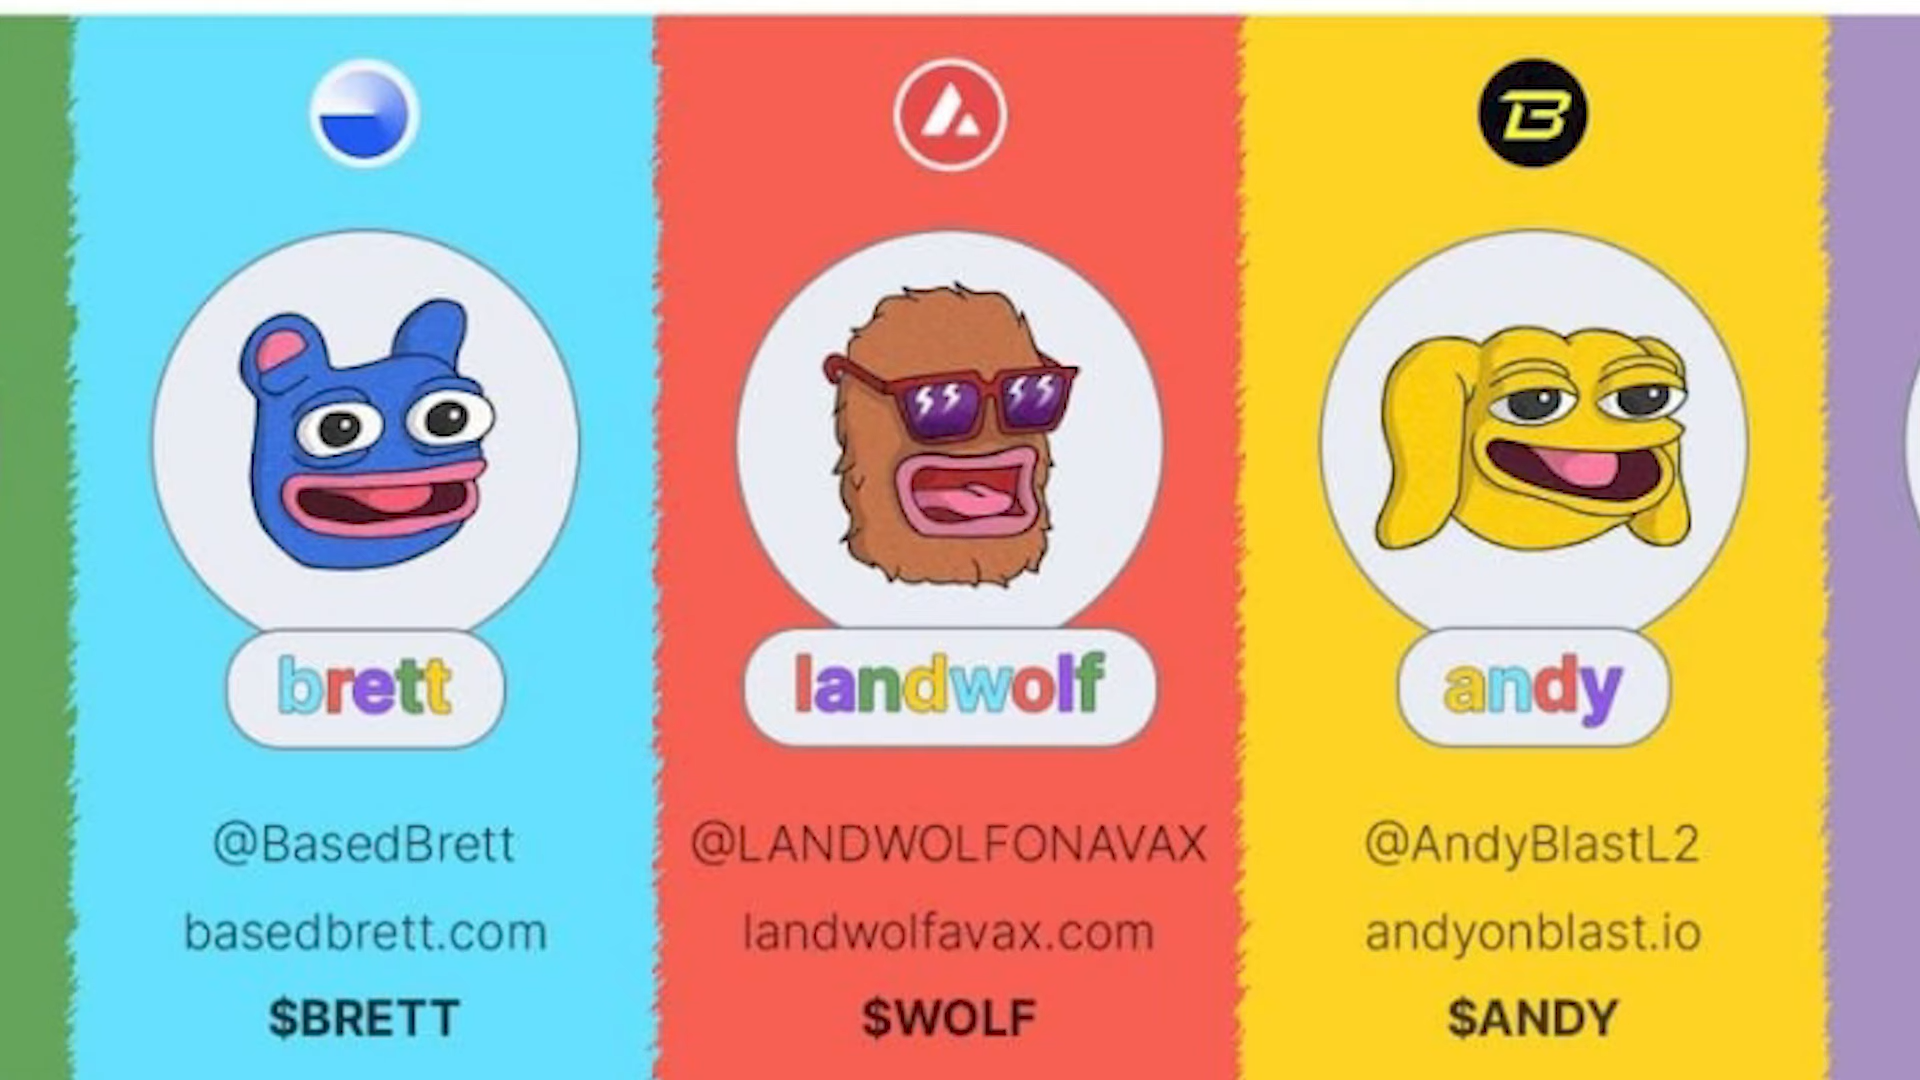 brett
@BasedBrett
basedbrett.com
$BRETT
landwolf
@LANDWOLFONAVAX
landwolfavax.com
$WOLF
andy
@AndyBlastL2
andyonblast.io
$ANDY